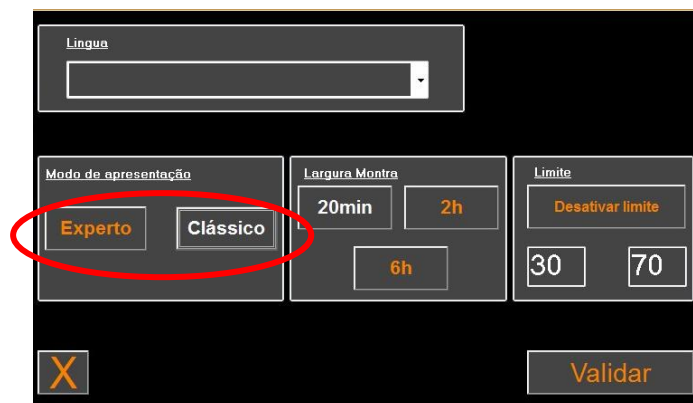 Lingua
Modo de apresentação
Experto Clássico
Largura Montra
20min 2h
6h
Limite
Desativar limite
30 70
X Validar